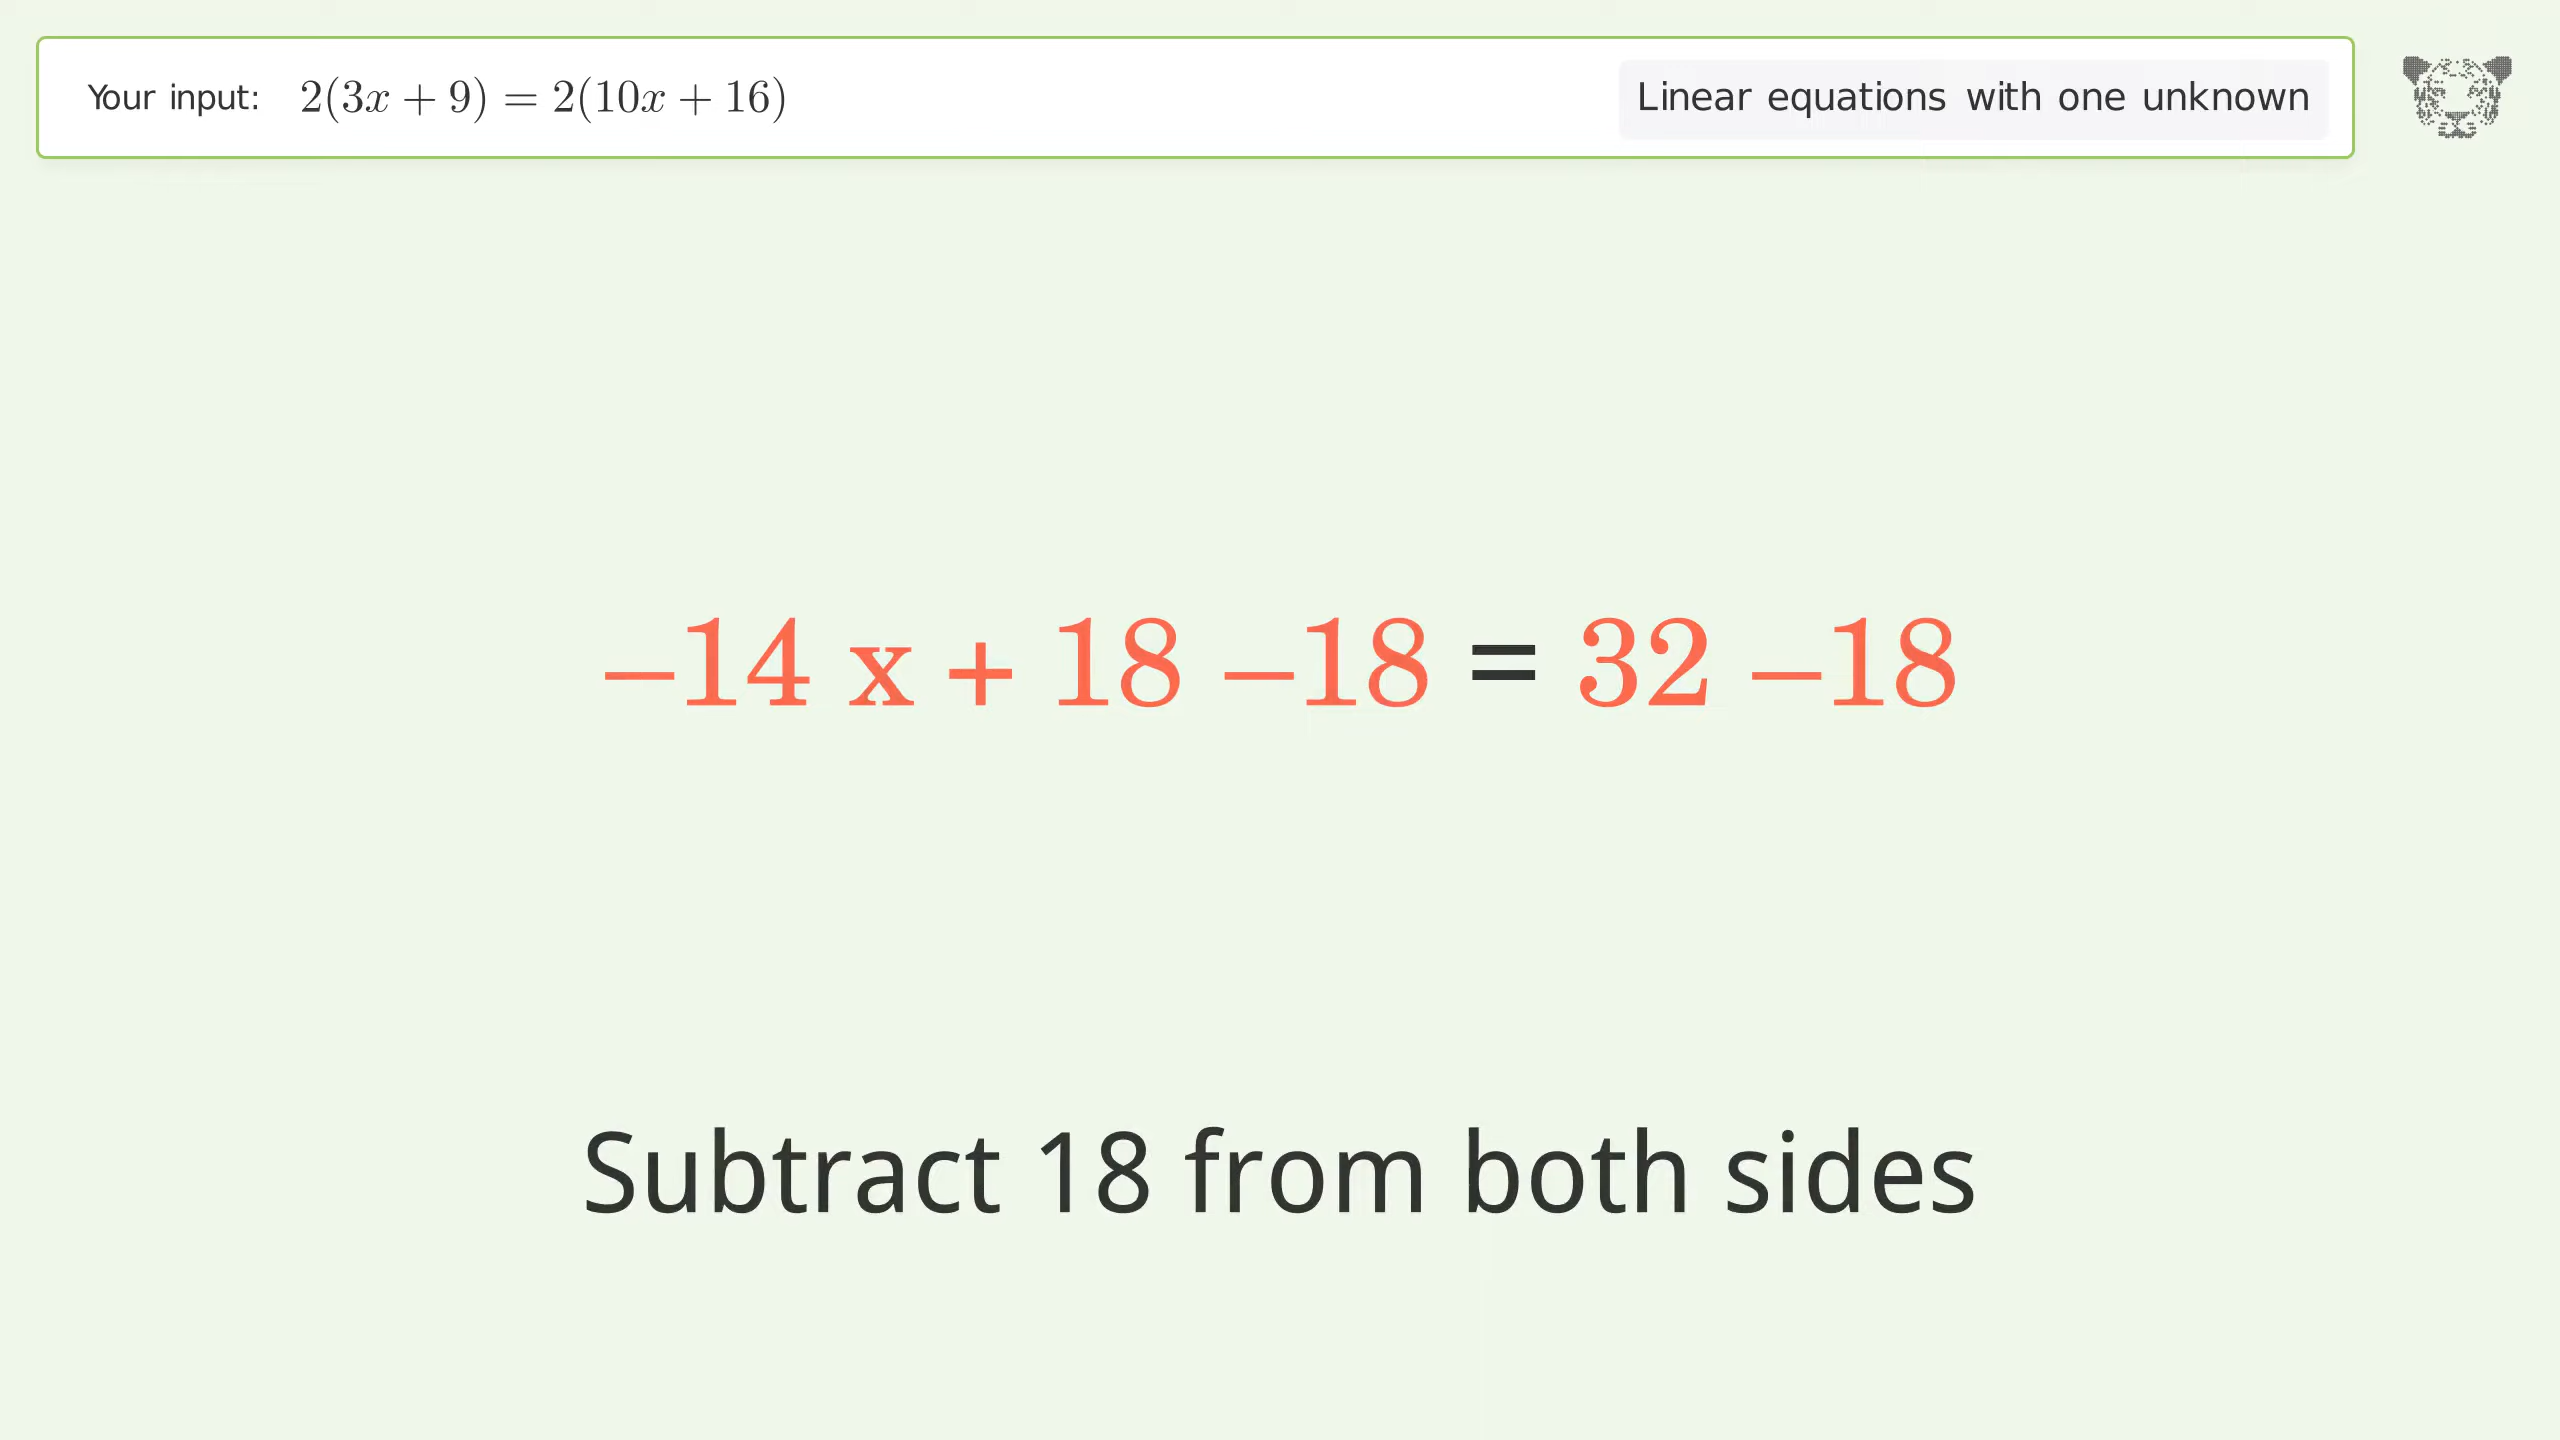 Your input: 2(3x + 9) = 2(10x + 16)
Linear equations with one unknown
−14 x + 18 −18 = 32 −18
Subtract 18 from both sides